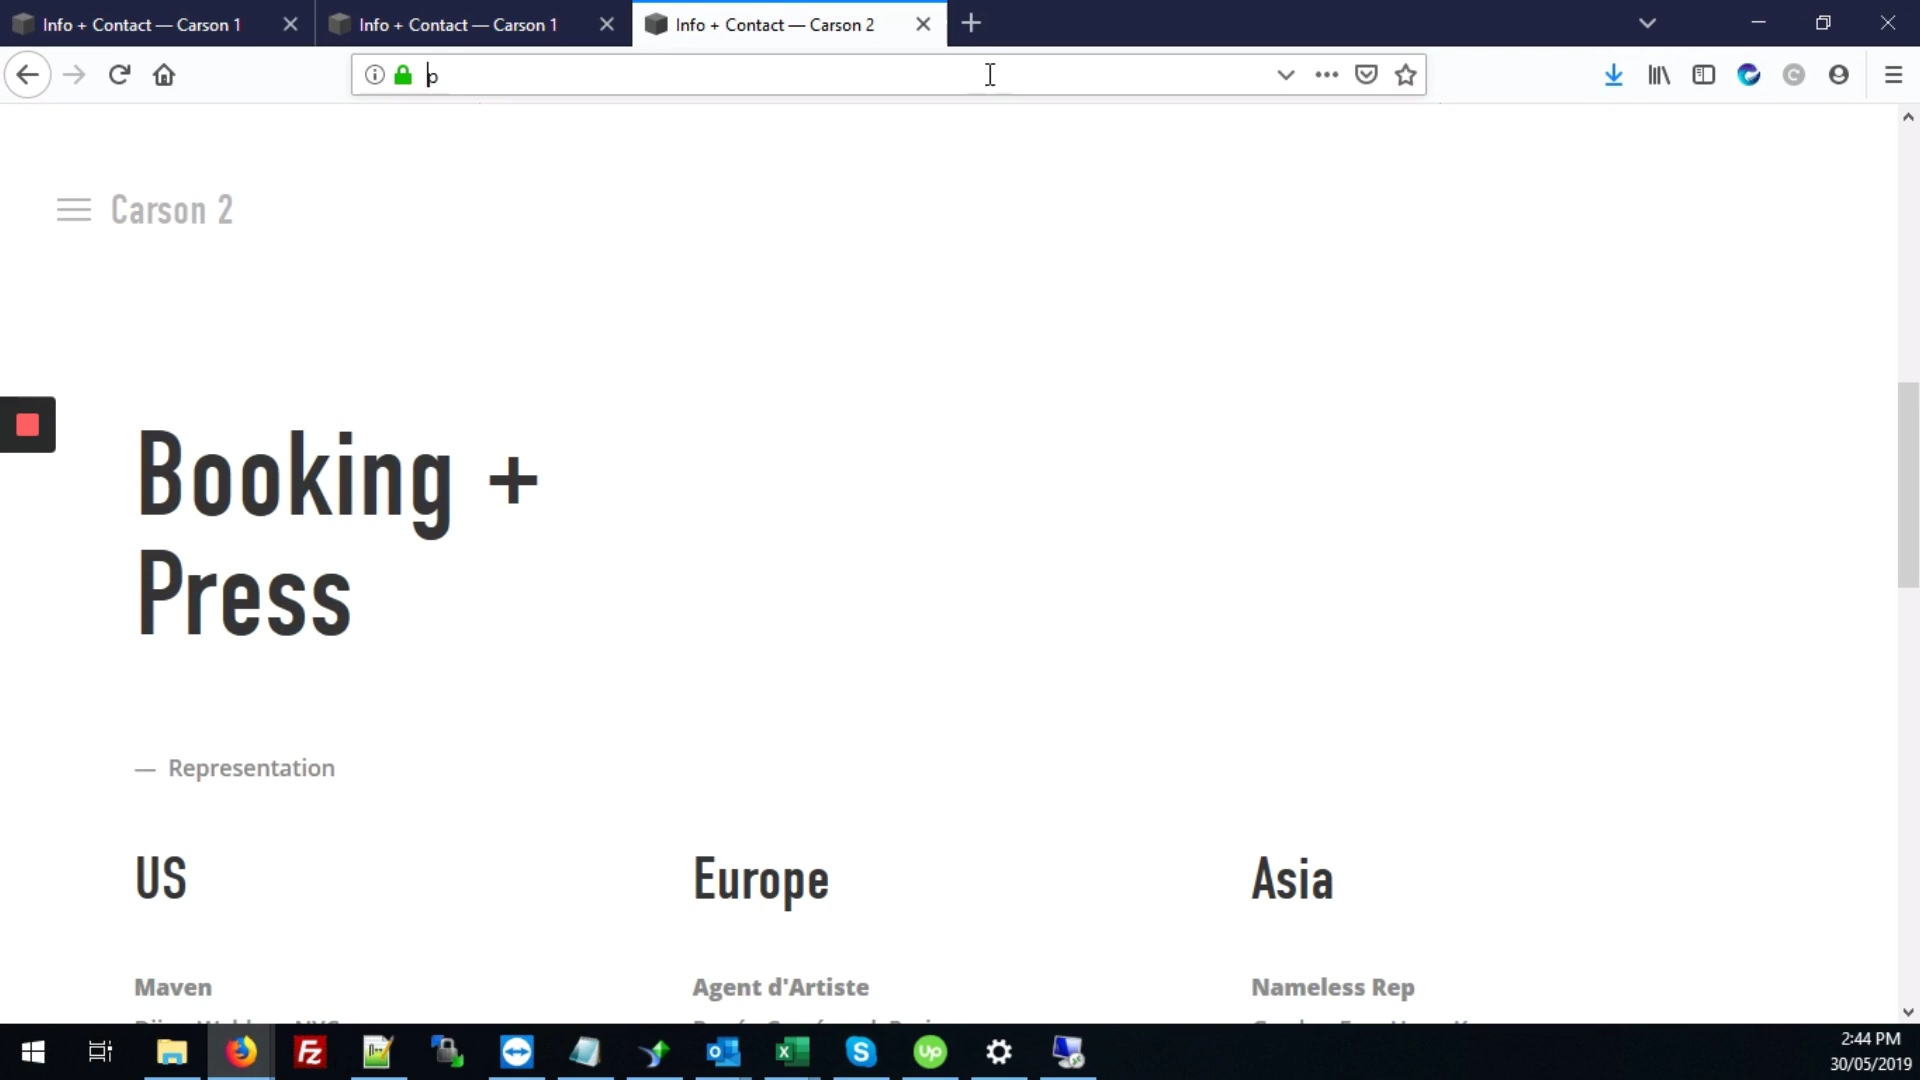 Info + Contact — Carson 1
Info + Contact — Carson 1
Info + Contact — Carson 2
p
Carson 2
Booking +
Press
— Representation
US
Europe
Asia
Maven
Agent d'Artiste
Nameless Rep
2:44 PM
30/05/2019